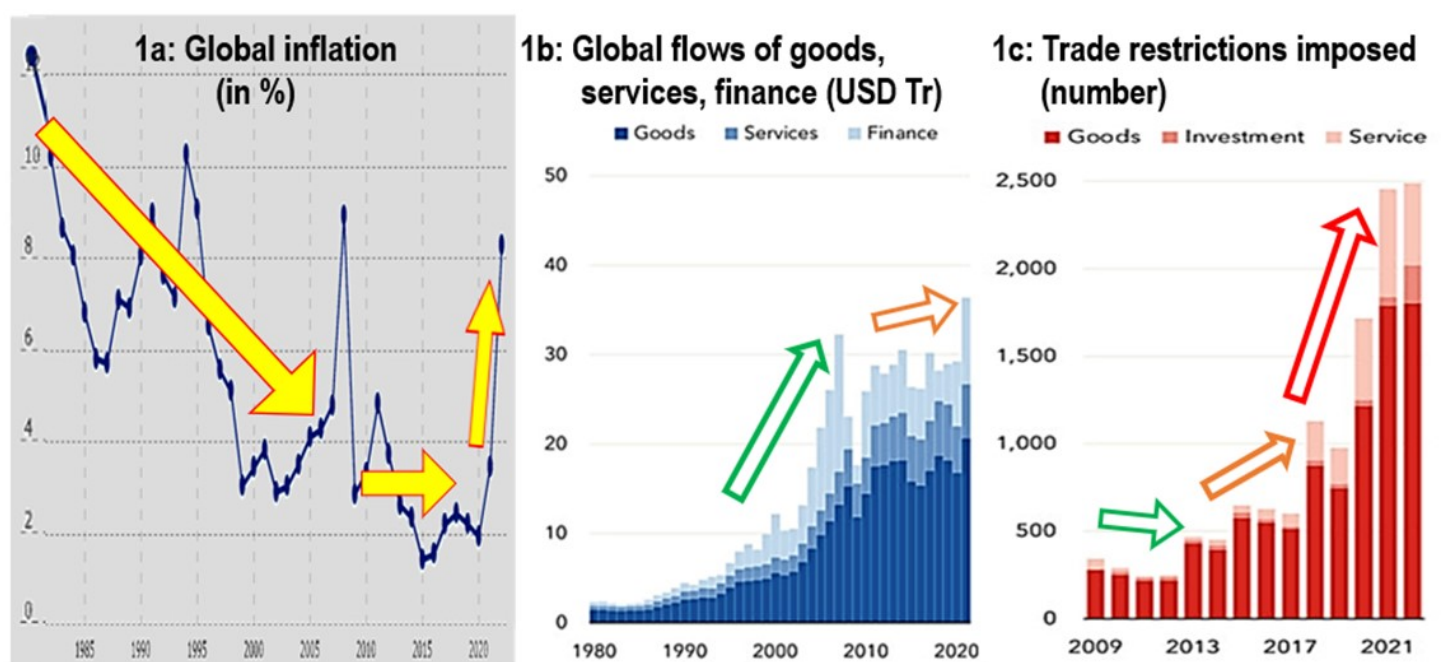 1a: Global inflation
(in %)
10
8
6
4
2
0
1985 1990 1995 2000 2005 2010 2015 2020
1b: Global flows of goods,
services, finance (USD Tr)
Goods Services Finance
50
40
30
20
10
0
1980 1990 2000 2010 2020
1c: Trade restrictions imposed
(number)
Goods Investment Service
2,500
2,000
1,500
1,000
500
0
2009 2013 2017 2021